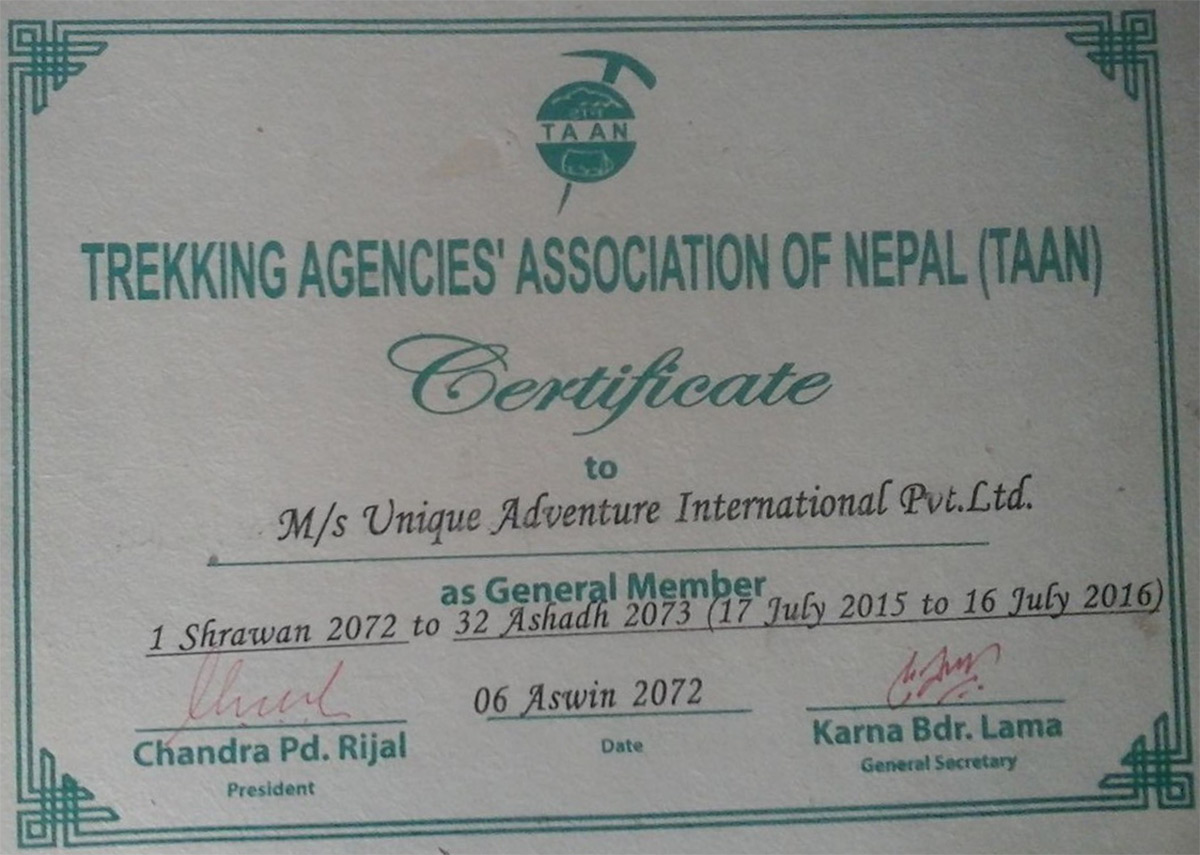 TAAN
TREKKING AGENCIES' ASSOCIATION OF NEPAL (TAAN)
Certificate
to
M/s Unique Adventure International Pvt.Ltd.
as General Member
1 Shrawan 2072 to 32 Ashadh 2073 (17 July 2015 to 16 July 2016)
06 Aswin 2072
Chandra Pd. Rijal
Date
Karna Bdr. Lama
President
General Secretary